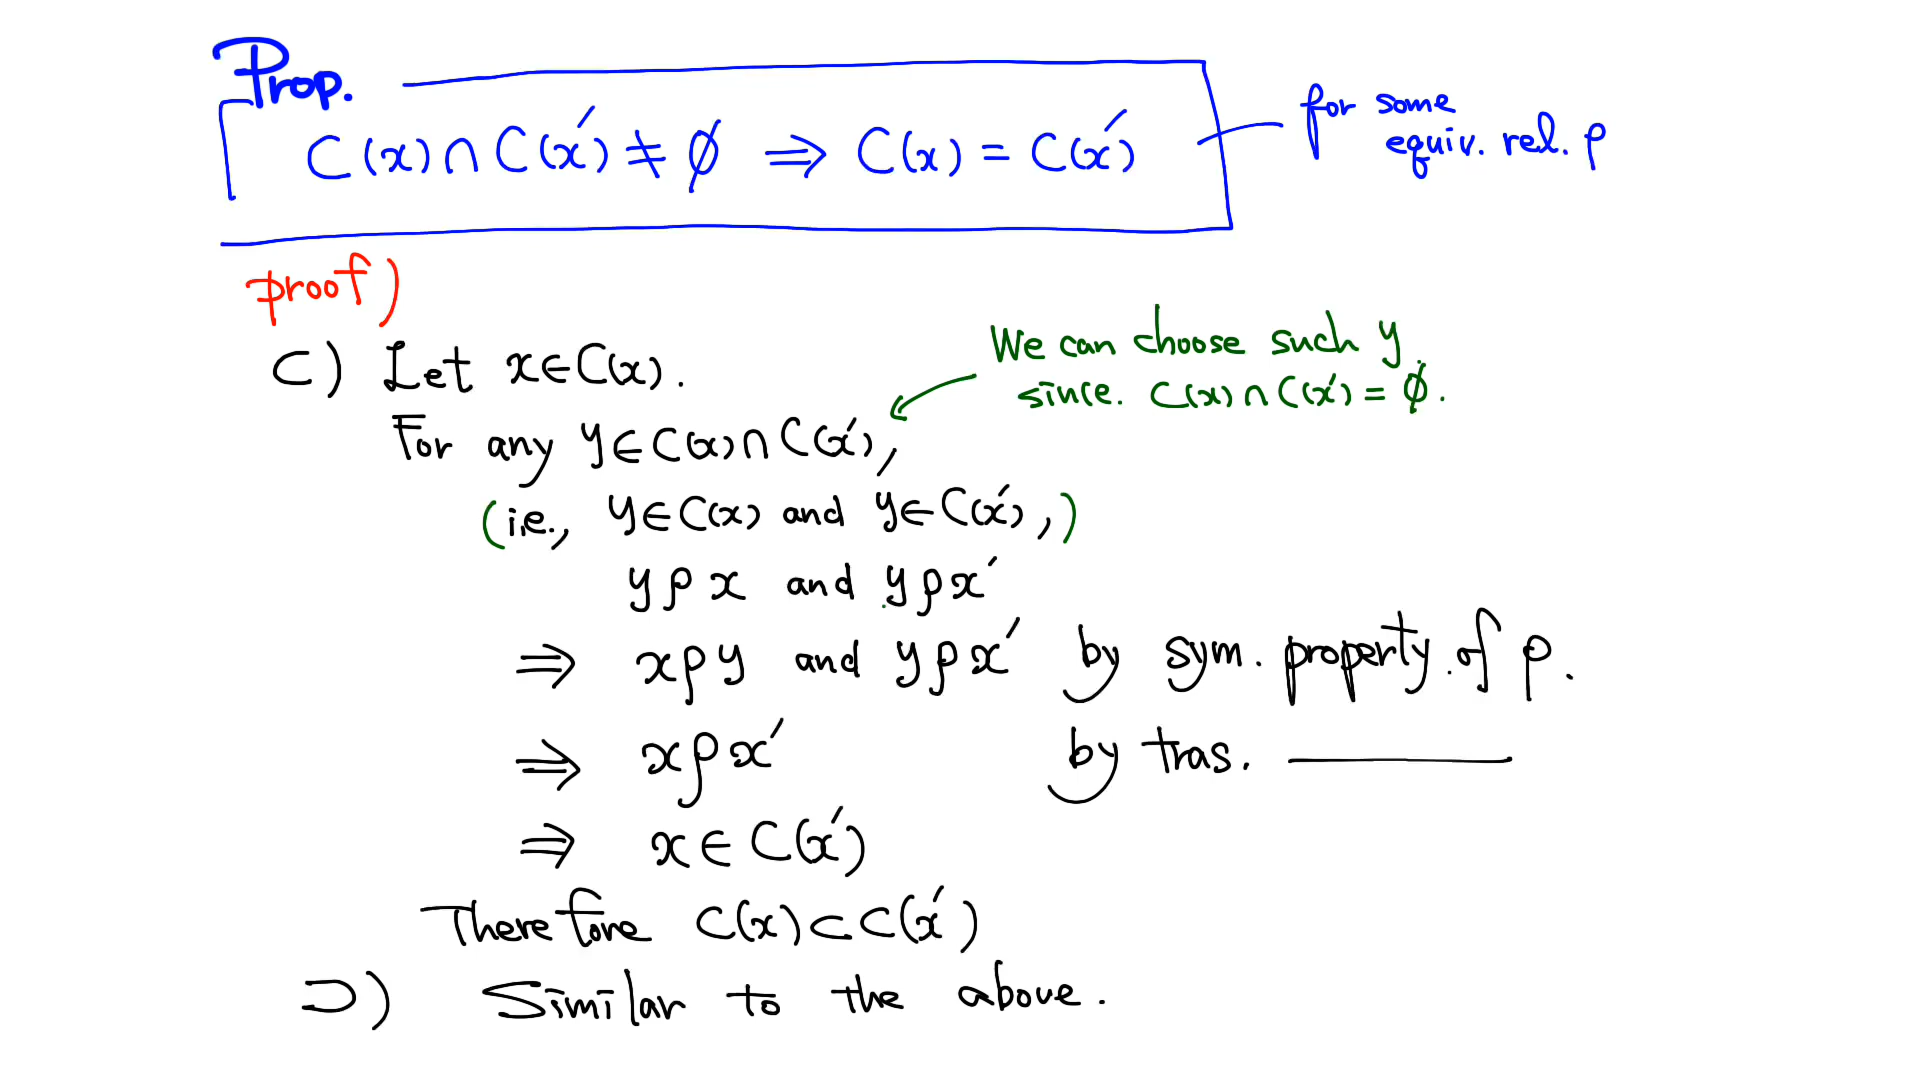 Prop.
C(x) ∩ C(x′) ≠ ∅ ⇒ C(x) = C(x′)
for some
equiv. rel. ρ
proof)
⊂) Let x∈C(x).
We can choose such y
since. C(x)∩C(x′) = ∅.
For any y∈C(x)∩C(x′),
(i.e., y∈C(x) and y∈C(x′),)
yρx and yρx′
⇒ xρy and yρx′ by sym. property of ρ.
⇒ xρx′ by tras. ————
⇒ x∈C(x′)
Therefore C(x)⊂C(x′)
⊃) Similar to the above.